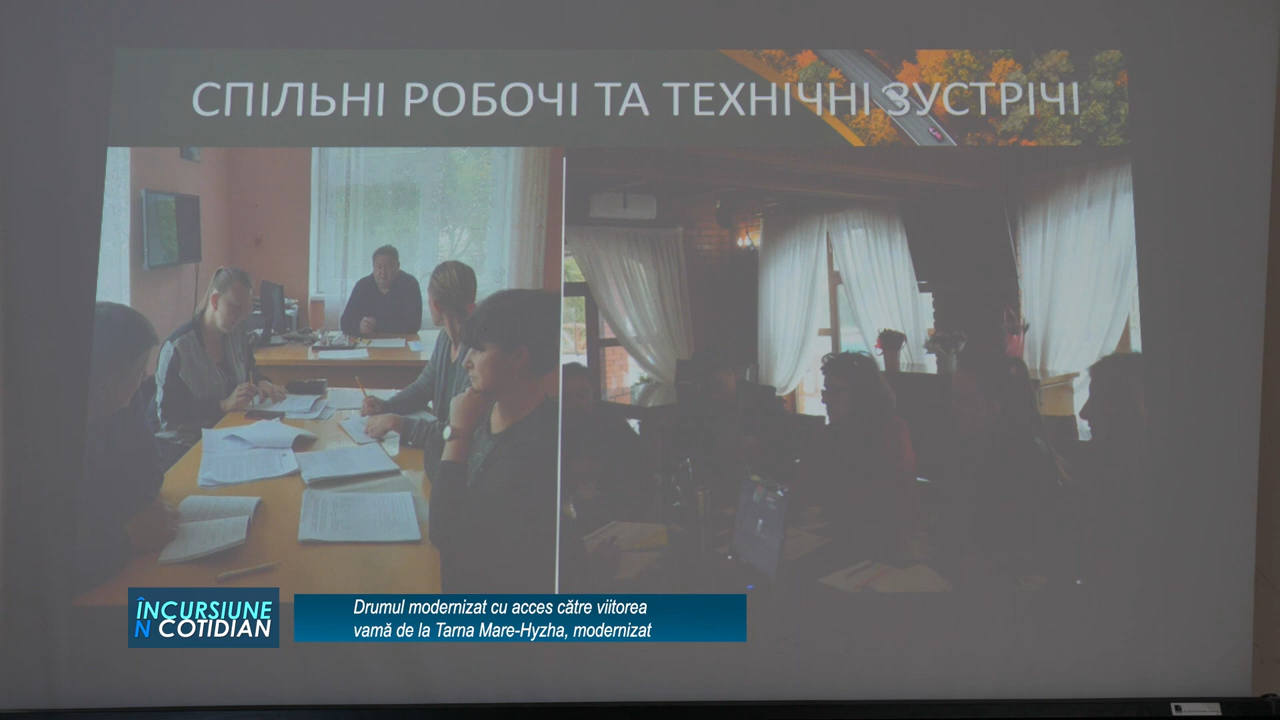 СПІЛЬНІ РОБОЧІ ТА ТЕХНІЧНІ ЗУСТРІЧІ
ÎNCURSIUNE
N COTIDIAN
Drumul modernizat cu acces către viitorea
vamă de la Tarna Mare-Hyzha, modernizat